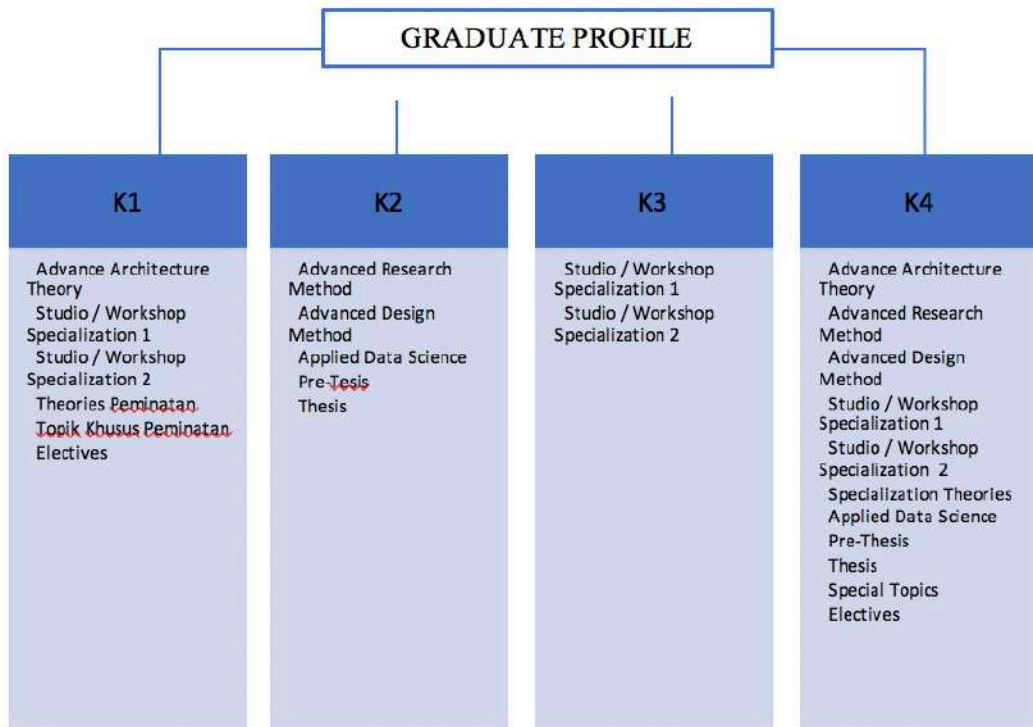 GRADUATE PROFILE
K1
Advance Architecture
Theory
Studio / Workshop
Specialization 1
Studio / Workshop
Specialization 2
Theories Peminatan
Topik Khusus Peminatan
Electives
K2
Advanced Research
Method
Advanced Design
Method
Applied Data Science
Pre-Tesis
Thesis
K3
Studio / Workshop
Specialization 1
Studio / Workshop
Specialization 2
K4
Advance Architecture
Theory
Advanced Research
Method
Advanced Design
Method
Studio / Workshop
Specialization 1
Studio / Workshop
Specialization 2
Specialization Theories
Applied Data Science
Pre-Thesis
Thesis
Special Topics
Electives